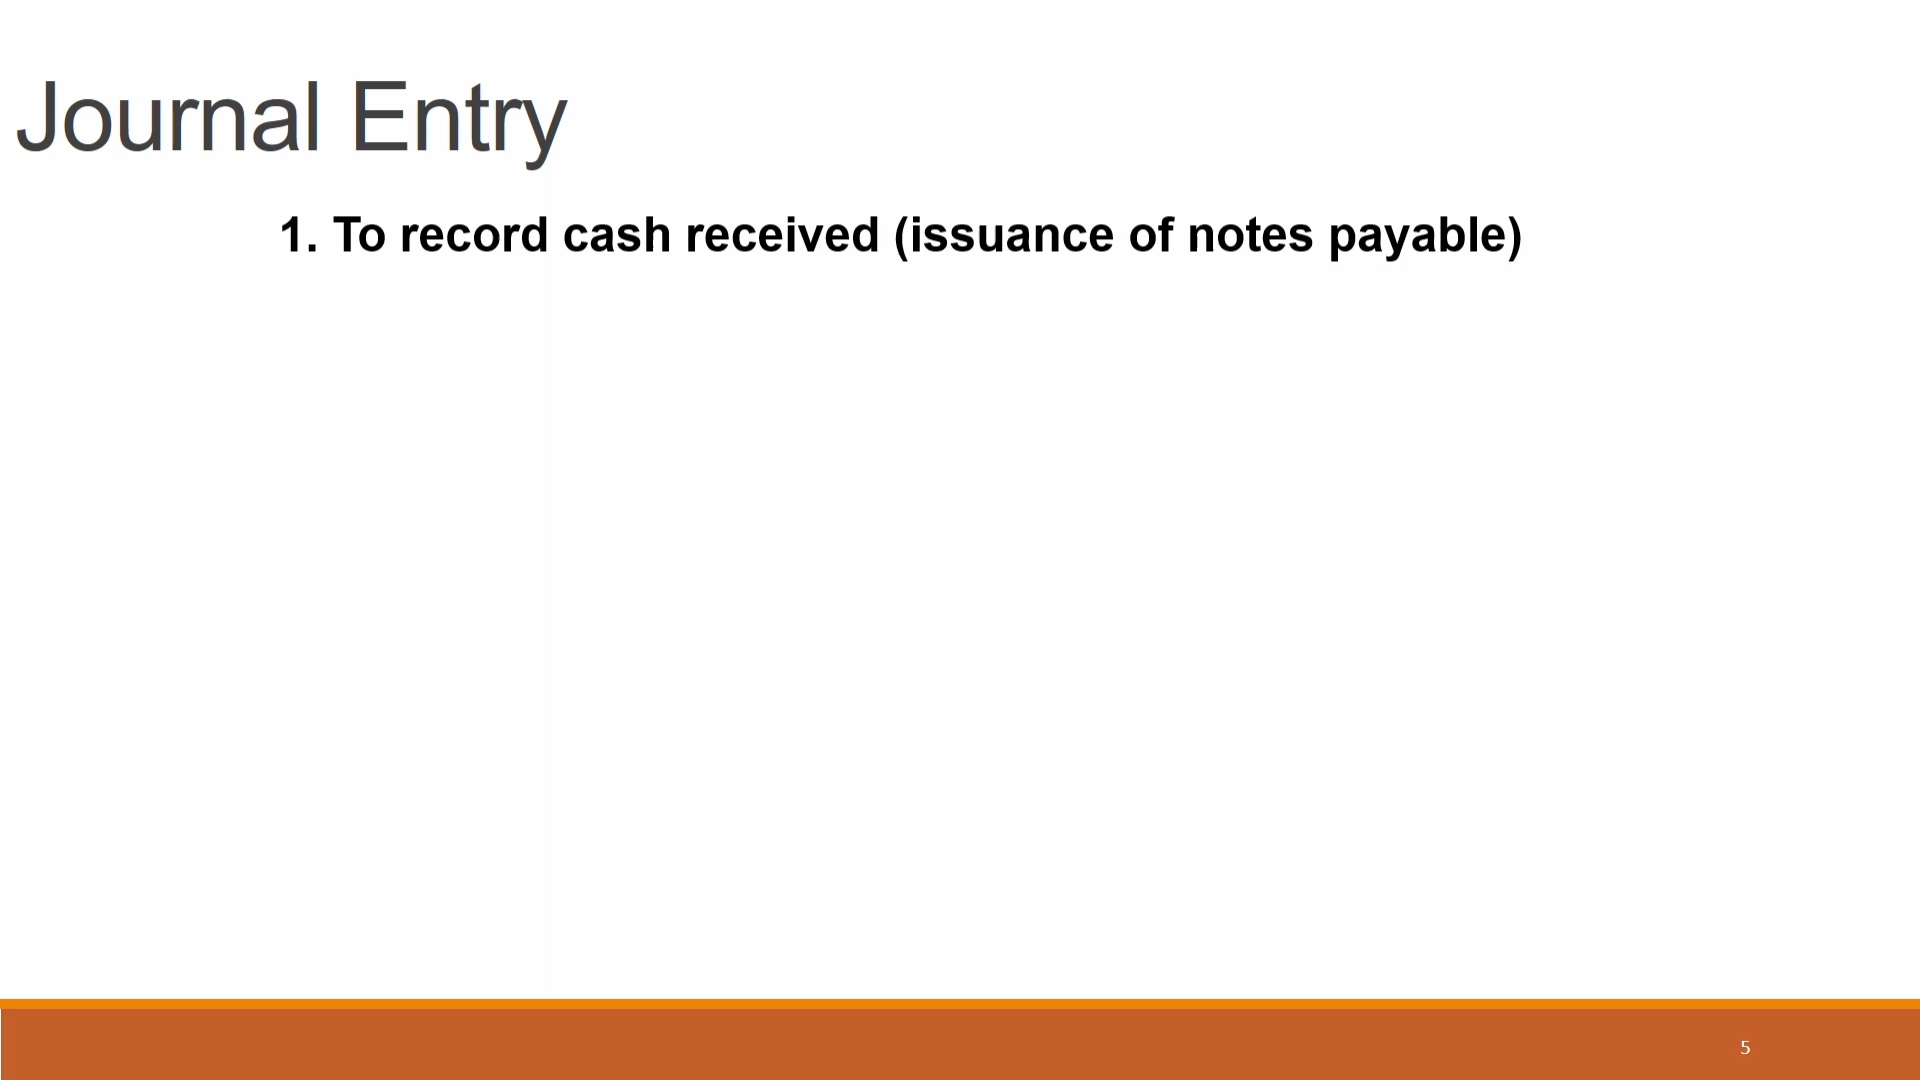 Journal Entry
1. To record cash received (issuance of notes payable)
5